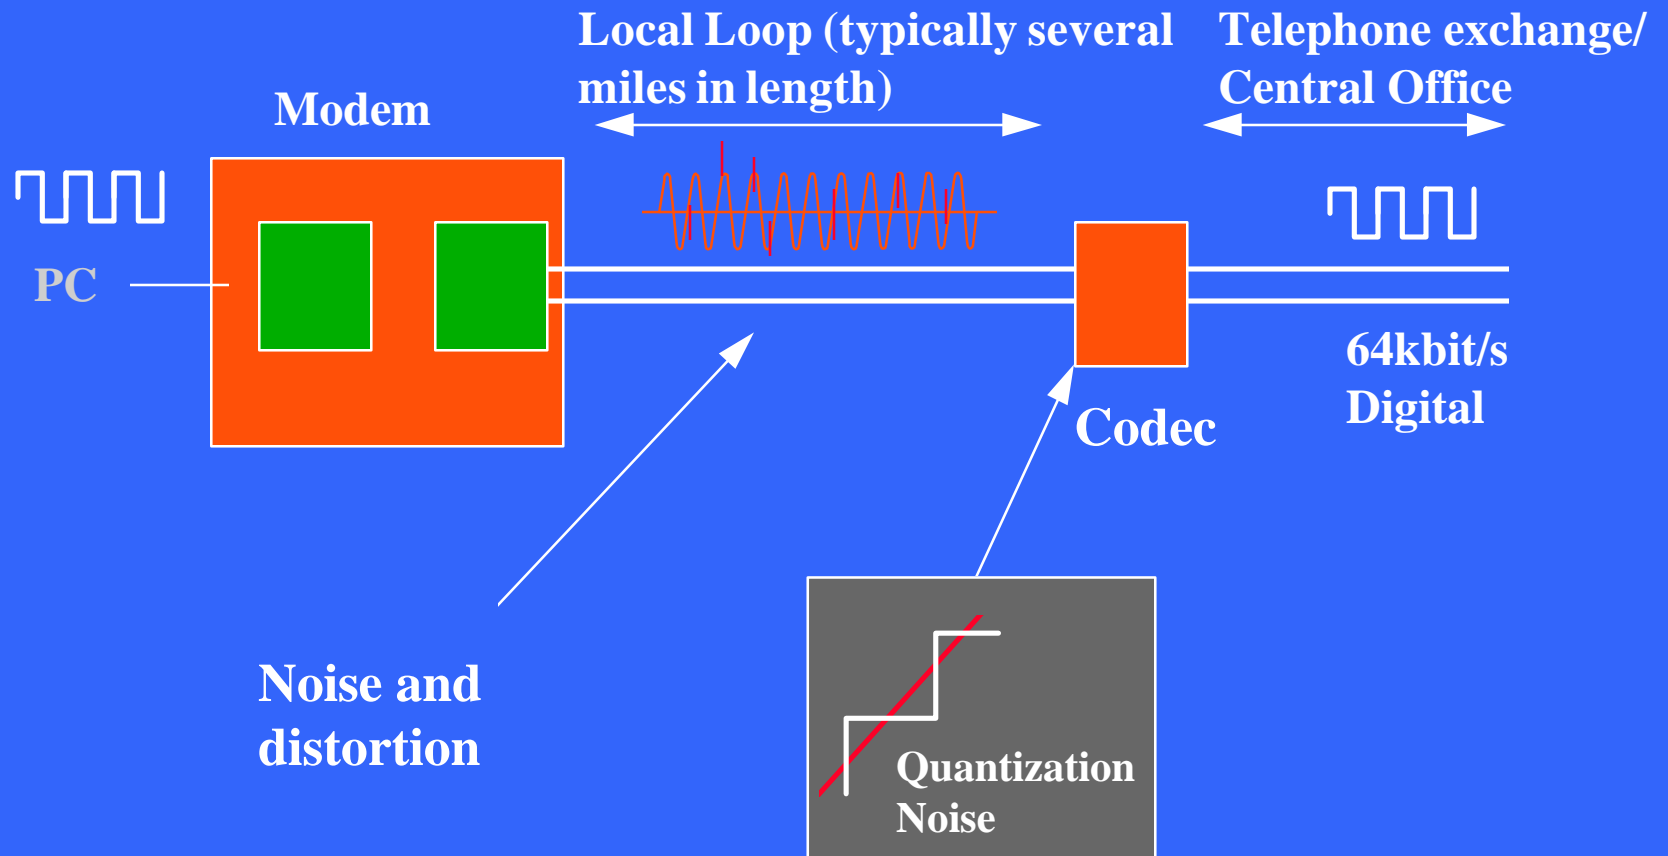 Local Loop (typically several
miles in length)
Telephone exchange/
Central Office
Modem
PC
64kbit/s
Digital
Codec
Noise and
distortion
Quantization
Noise